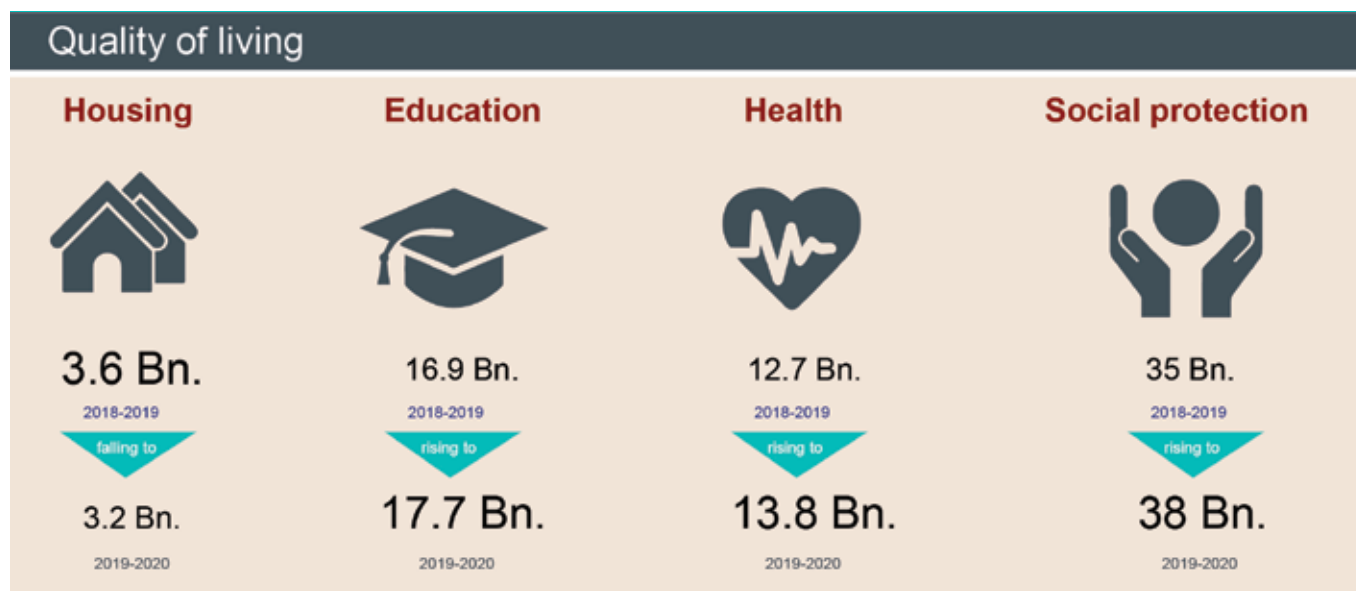 Quality of living
Housing
Education
Health
Social protection
3.6 Bn.
16.9 Bn.
12.7 Bn.
35 Bn.
2018-2019
2018-2019
2018-2019
2018-2019
falling to
rising to
rising to
rising to
3.2 Bn.
17.7 Bn.
13.8 Bn.
38 Bn.
2019-2020
2019-2020
2019-2020
2019-2020